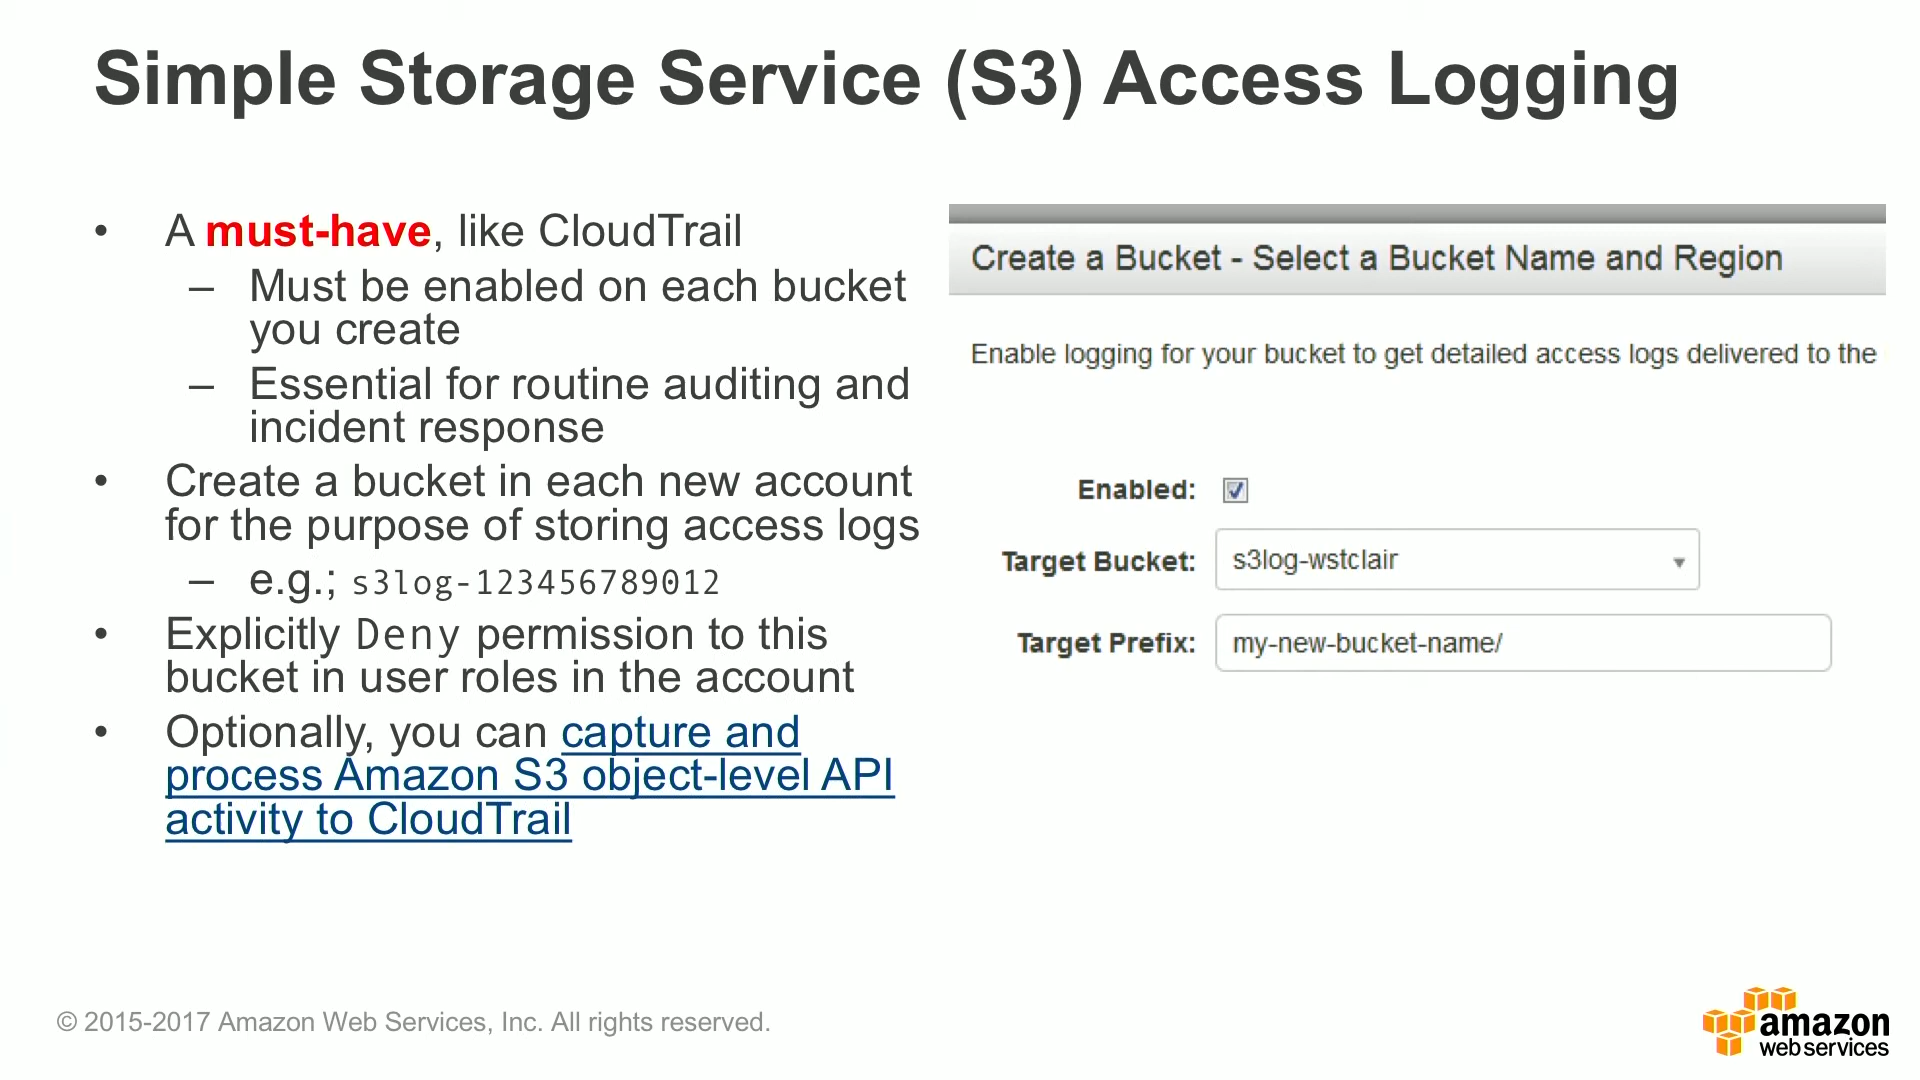 Simple Storage Service (S3) Access Logging
• A must-have, like CloudTrail
– Must be enabled on each bucket
you create
– Essential for routine auditing and
incident response
• Create a bucket in each new account
for the purpose of storing access logs
– e.g.; s3log-123456789012
• Explicitly Deny permission to this
bucket in user roles in the account
• Optionally, you can capture and
process Amazon S3 object-level API
activity to CloudTrail
Create a Bucket - Select a Bucket Name and Region
Enable logging for your bucket to get detailed access logs delivered to the
Enabled:
Target Bucket: s3log-wstclair
Target Prefix: my-new-bucket-name/
© 2015-2017 Amazon Web Services, Inc. All rights reserved.
amazon
web services